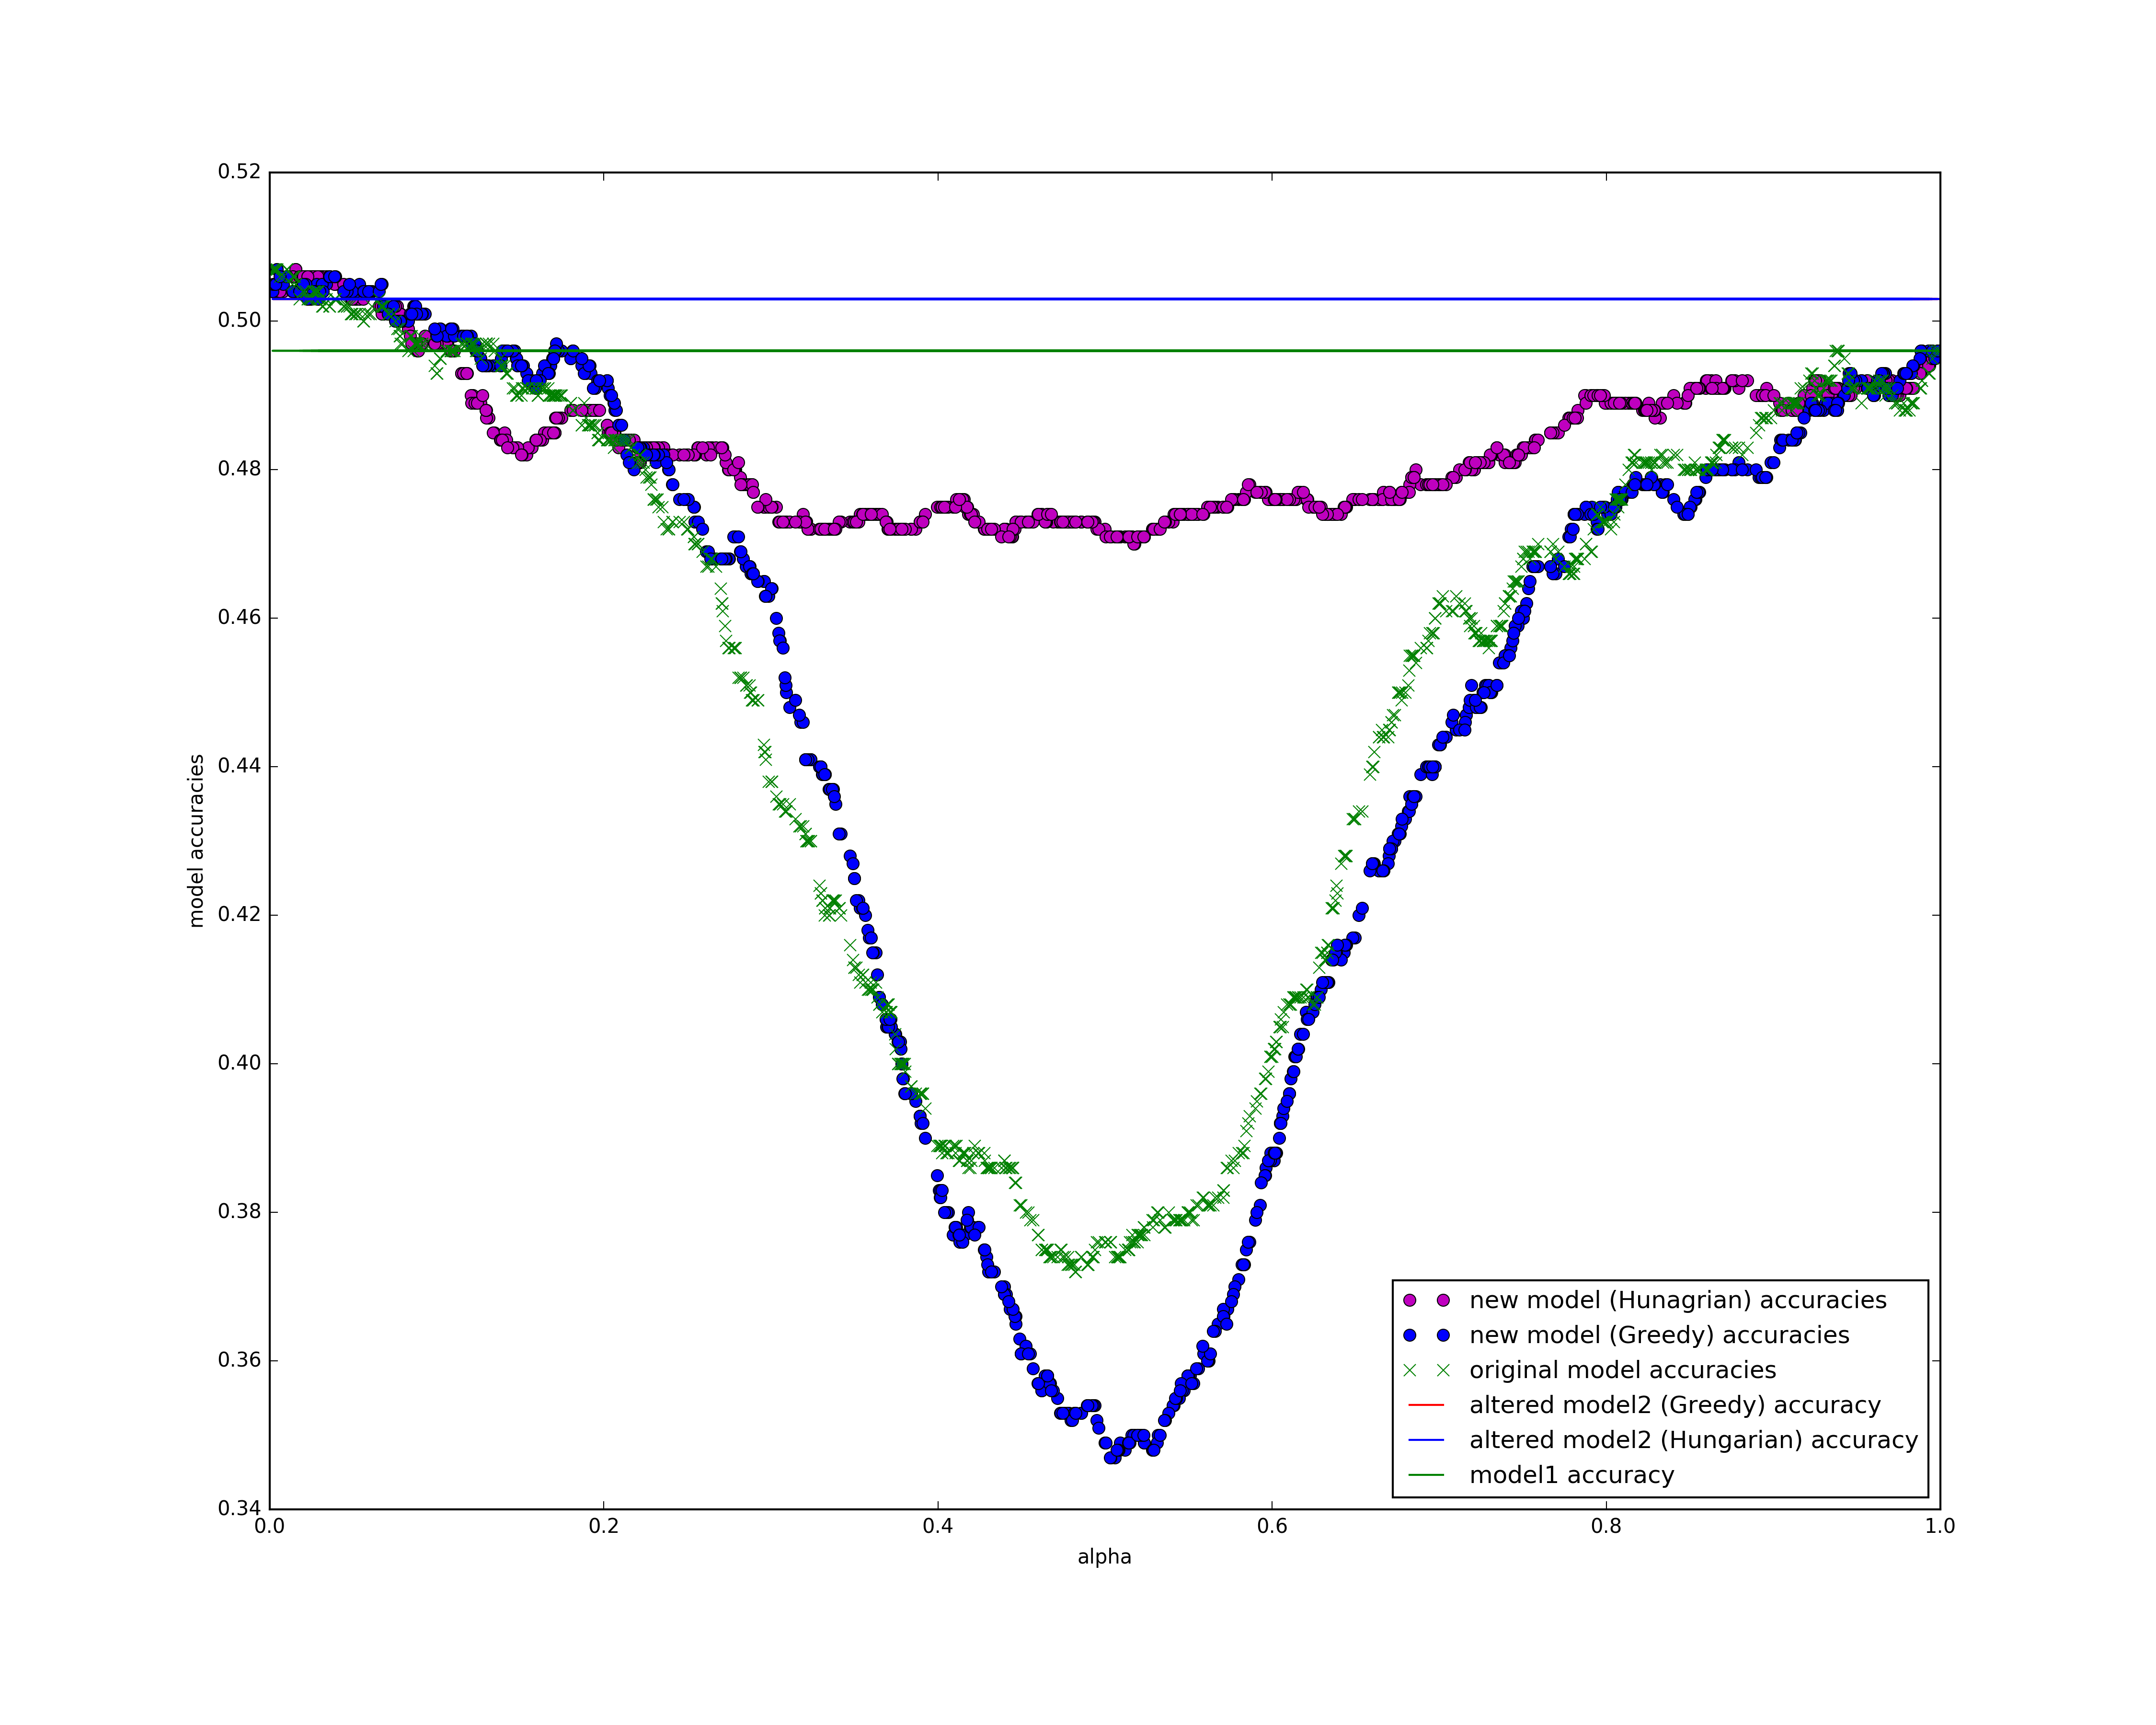 0.52
0.50
0.48
0.46
0.44
0.42
0.40
0.38
0.36
0.34
model accuracies
0.0 0.2 0.4 0.6 0.8 1.0
alpha
new model (Hunagrian) accuracies
new model (Greedy) accuracies
original model accuracies
altered model2 (Greedy) accuracy
altered model2 (Hungarian) accuracy
model1 accuracy